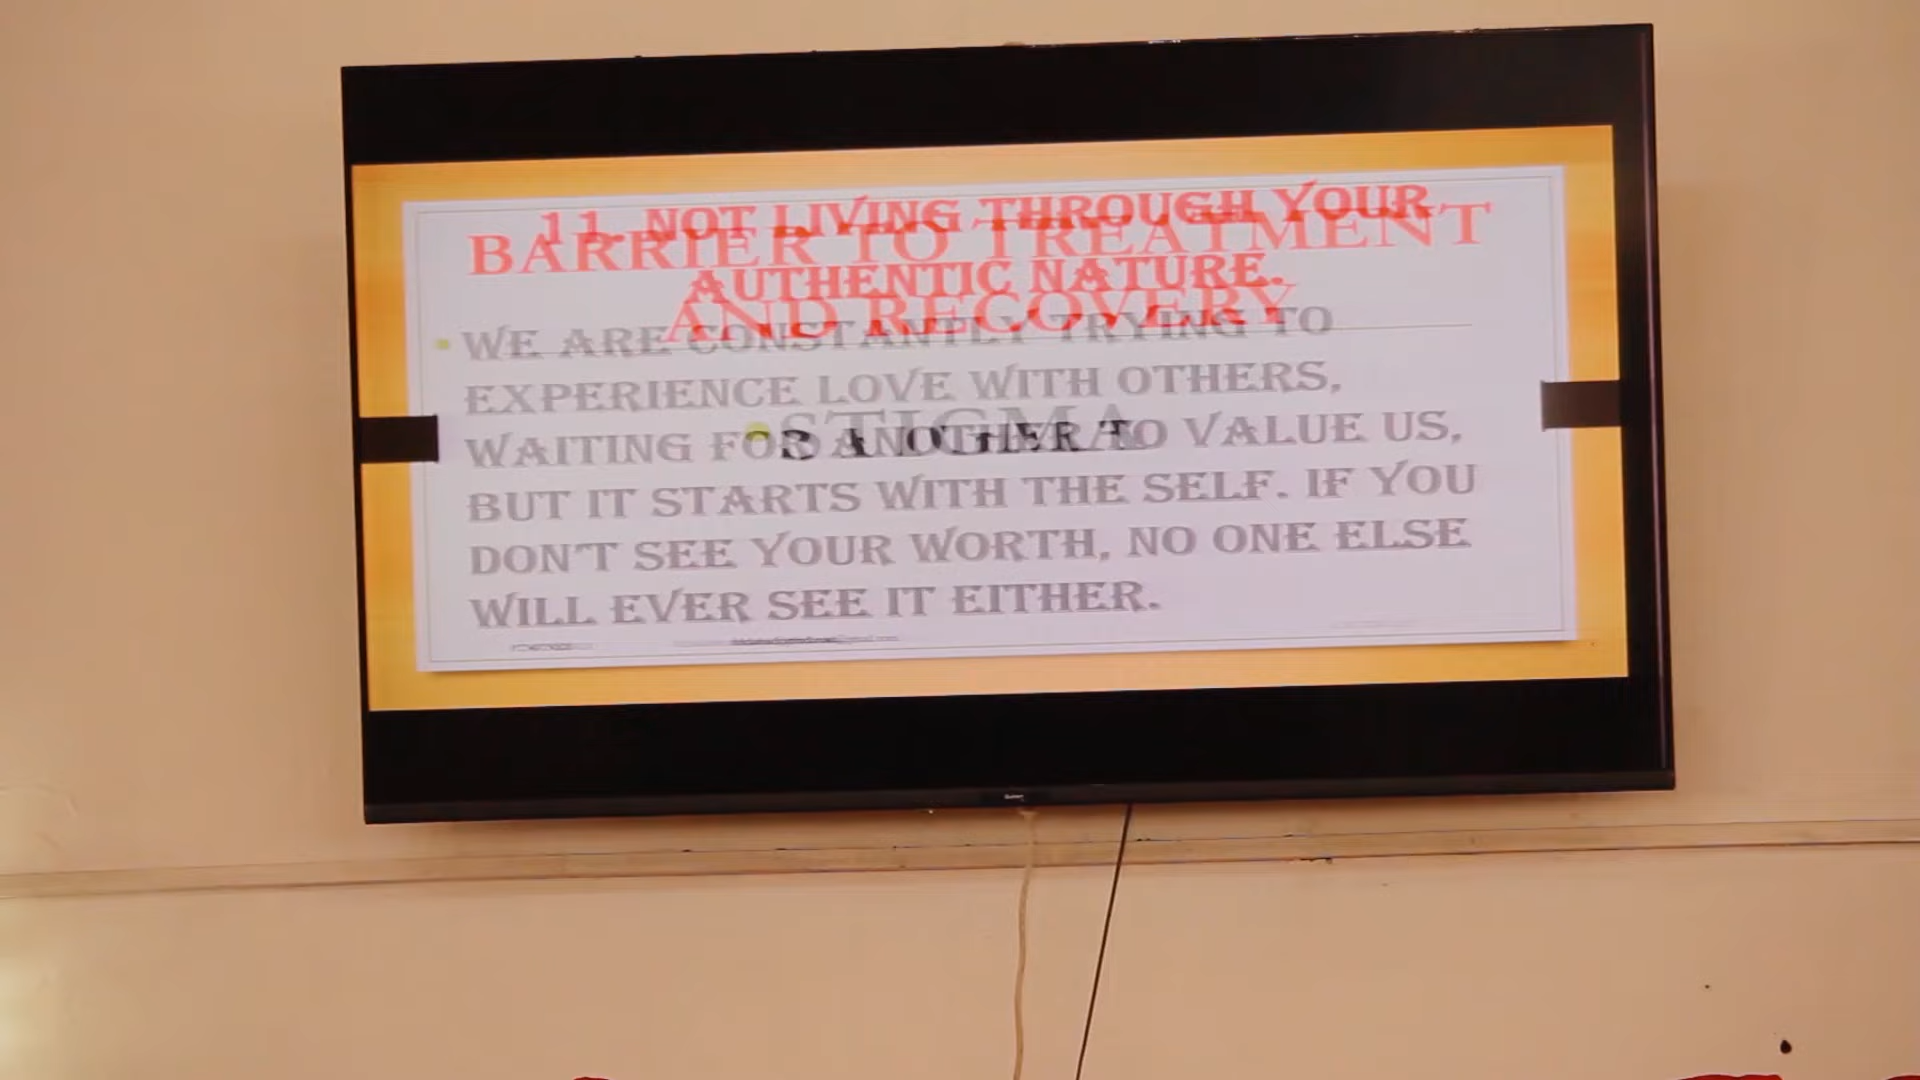 11. NOT LIVING THROUGH YOUR
AUTHENTIC NATURE.
BARRIER TO TREATMENT
AND RECOVERY
WE ARE CONSTANTLY TRYING TO
EXPERIENCE LOVE WITH OTHERS,
WAITING FOR ANOTHER TO VALUE US,
BUT IT STARTS WITH THE SELF. IF YOU
DON'T SEE YOUR WORTH, NO ONE ELSE
WILL EVER SEE IT EITHER.
STIGMA